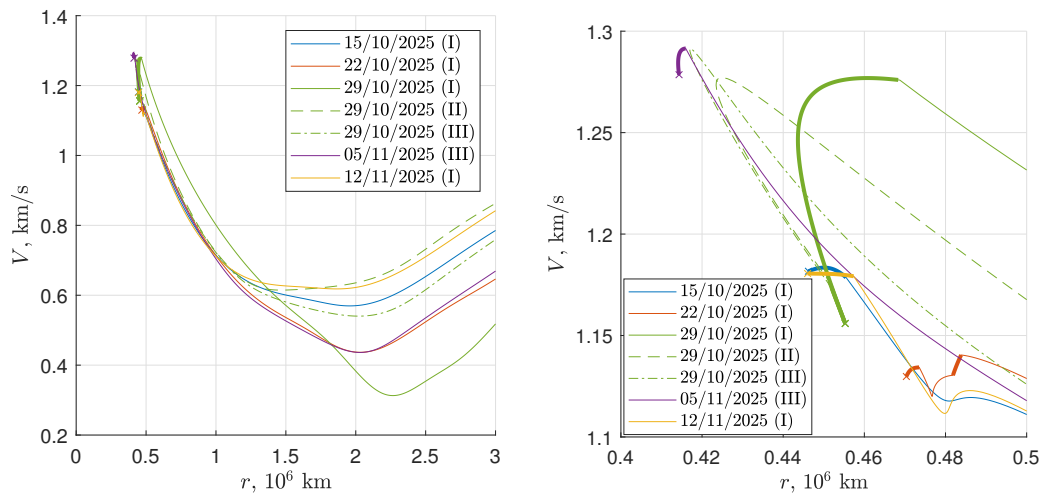 1.4
1.2
1
0.8
0.6
0.4
0.2
V, km/s
0
0.5
1
1.5
2
2.5
3
r, 10⁶ km
15/10/2025 (I)
22/10/2025 (I)
29/10/2025 (I)
29/10/2025 (II)
29/10/2025 (III)
05/11/2025 (III)
12/11/2025 (I)
1.3
1.25
1.2
1.15
1.1
V, km/s
0.4
0.42
0.44
0.46
0.48
0.5
r, 10⁶ km
15/10/2025 (I)
22/10/2025 (I)
29/10/2025 (I)
29/10/2025 (II)
29/10/2025 (III)
05/11/2025 (III)
12/11/2025 (I)